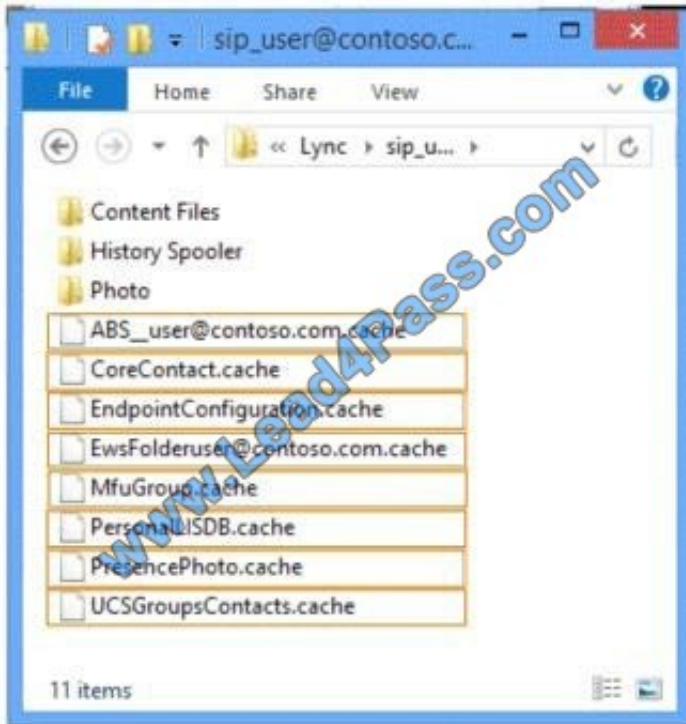 sip_user@contoso.c...
File Home Share View
« Lync ▸ sip_u... ▸
Content Files
History Spooler
Photo
ABS__user@contoso.com.cache
CoreContact.cache
EndpointConfiguration.cache
EwsFolderuser@contoso.com.cache
MfuGroup.cache
PersonalLISDB.cache
PresencePhoto.cache
UCSGroupsContacts.cache
www.Lead4Pass.com
11 items